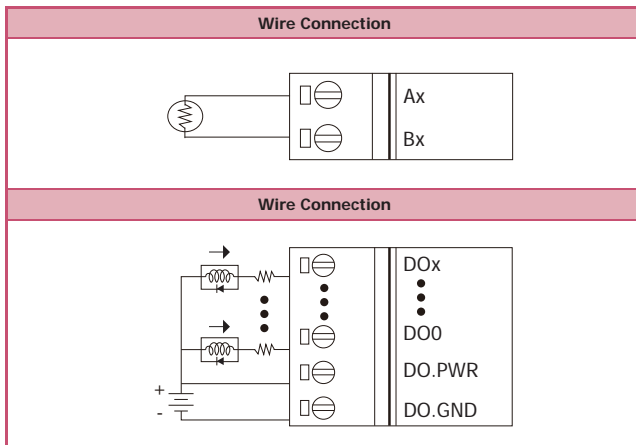 Wire Connection
Ax
Bx
Wire Connection
DOx
DO0
DO.PWR
+
-
DO.GND